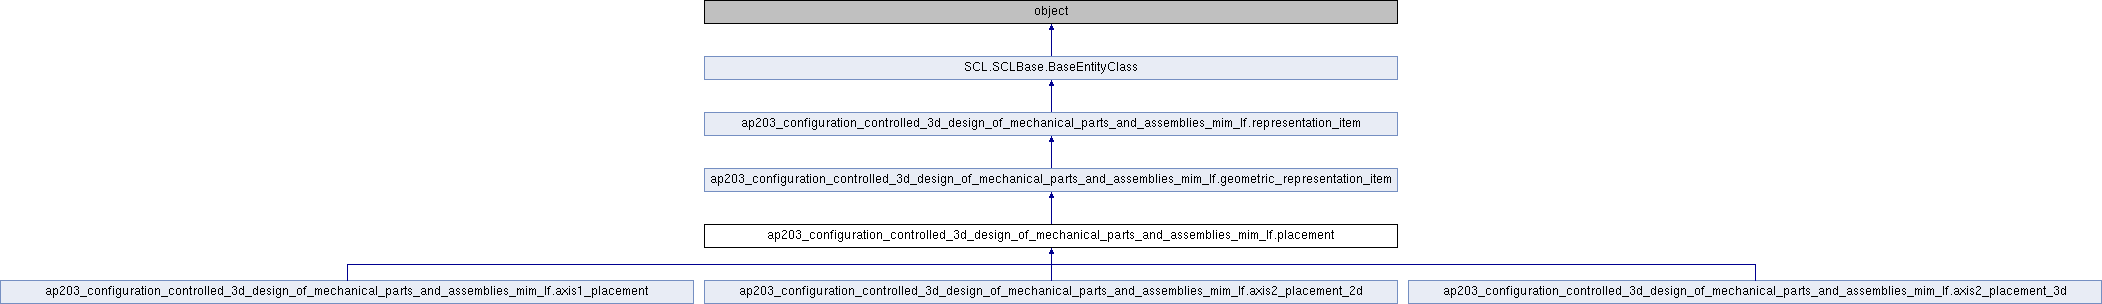 object
SCL.SCLBase.BaseEntityClass
ap203_configuration_controlled_3d_design_of_mechanical_parts_and_assemblies_mim_lf.representation_item
ap203_configuration_controlled_3d_design_of_mechanical_parts_and_assemblies_mim_lf.geometric_representation_item
ap203_configuration_controlled_3d_design_of_mechanical_parts_and_assemblies_mim_lf.placement
ap203_configuration_controlled_3d_design_of_mechanical_parts_and_assemblies_mim_lf.axis1_placement
ap203_configuration_controlled_3d_design_of_mechanical_parts_and_assemblies_mim_lf.axis2_placement_2d
ap203_configuration_controlled_3d_design_of_mechanical_parts_and_assemblies_mim_lf.axis2_placement_3d